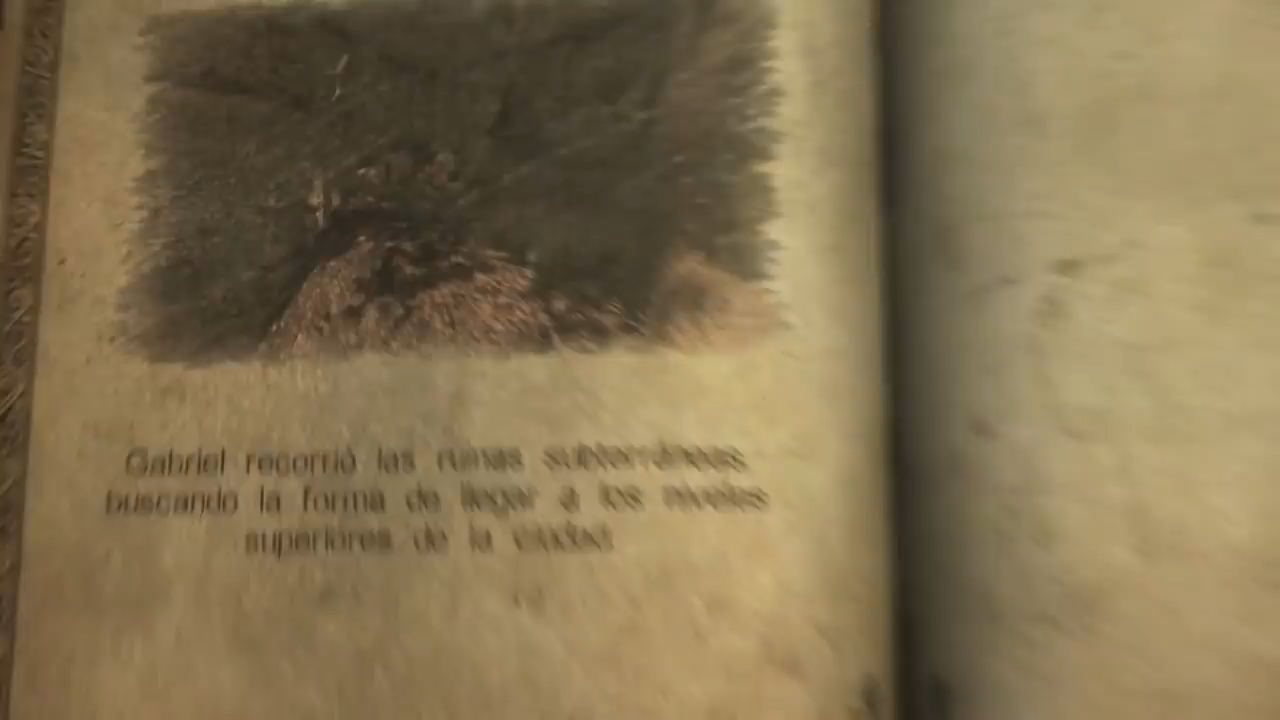 Gabriel recorrió las ruinas subterráneas
buscando la forma de llegar a los niveles
superiores de la ciudad